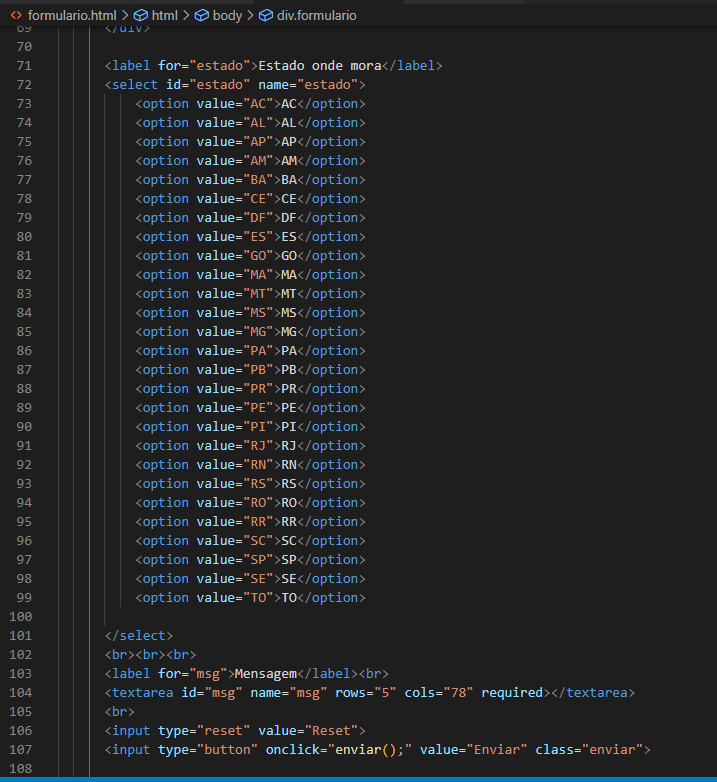 formulario.html > html > body > div.formulario
69 </div>
70
71 <label for="estado">Estado onde mora</label>
72 <select id="estado" name="estado">
73 <option value="AC">AC</option>
74 <option value="AL">AL</option>
75 <option value="AP">AP</option>
76 <option value="AM">AM</option>
77 <option value="BA">BA</option>
78 <option value="CE">CE</option>
79 <option value="DF">DF</option>
80 <option value="ES">ES</option>
81 <option value="GO">GO</option>
82 <option value="MA">MA</option>
83 <option value="MT">MT</option>
84 <option value="MS">MS</option>
85 <option value="MG">MG</option>
86 <option value="PA">PA</option>
87 <option value="PB">PB</option>
88 <option value="PR">PR</option>
89 <option value="PE">PE</option>
90 <option value="PI">PI</option>
91 <option value="RJ">RJ</option>
92 <option value="RN">RN</option>
93 <option value="RS">RS</option>
94 <option value="RO">RO</option>
95 <option value="RR">RR</option>
96 <option value="SC">SC</option>
97 <option value="SP">SP</option>
98 <option value="SE">SE</option>
99 <option value="TO">TO</option>
100
101 </select>
102 <br><br><br>
103 <label for="msg">Mensagem</label><br>
104 <textarea id="msg" name="msg" rows="5" cols="78" required></textarea>
105 <br>
106 <input type="reset" value="Reset">
107 <input type="button" onclick="enviar();" value="Enviar" class="enviar">
108